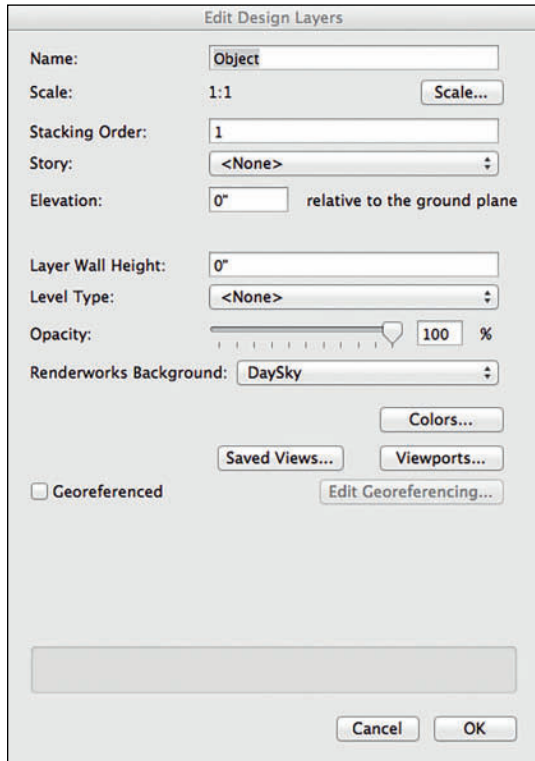 Edit Design Layers
Name: Object
Scale: 1:1 Scale...
Stacking Order: 1
Story: <None>
Elevation: 0" relative to the ground plane
Layer Wall Height: 0"
Level Type: <None>
Opacity: 100 %
Renderworks Background: DaySky
Colors...
Saved Views... Viewports...
Georeferenced Edit Georeferencing...
Cancel OK